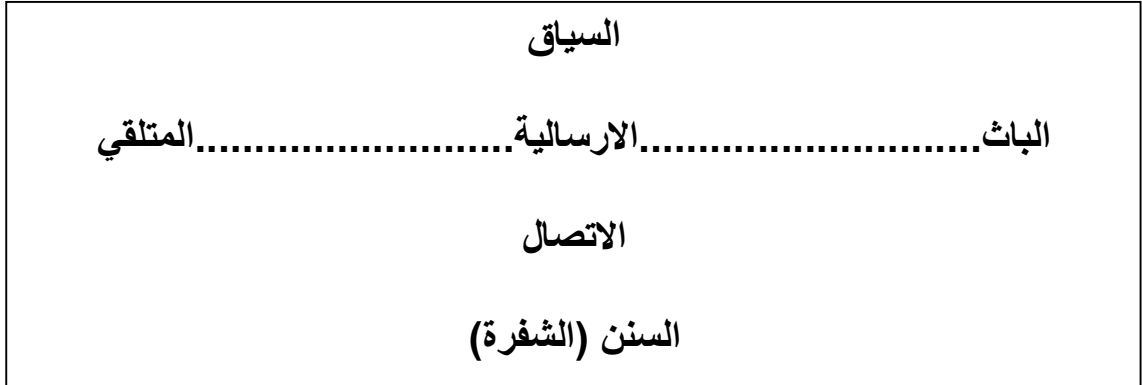 السياق
الباث.............................الارسالية...........................المتلقي
الاتصال
السنن (الشفرة)